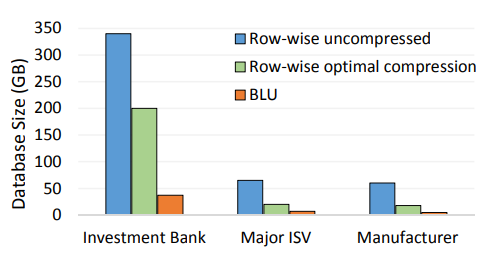 350
300
250
200
150
100
50
0
Database Size (GB)
Row-wise uncompressed
Row-wise optimal compression
BLU
Investment Bank Major ISV Manufacturer